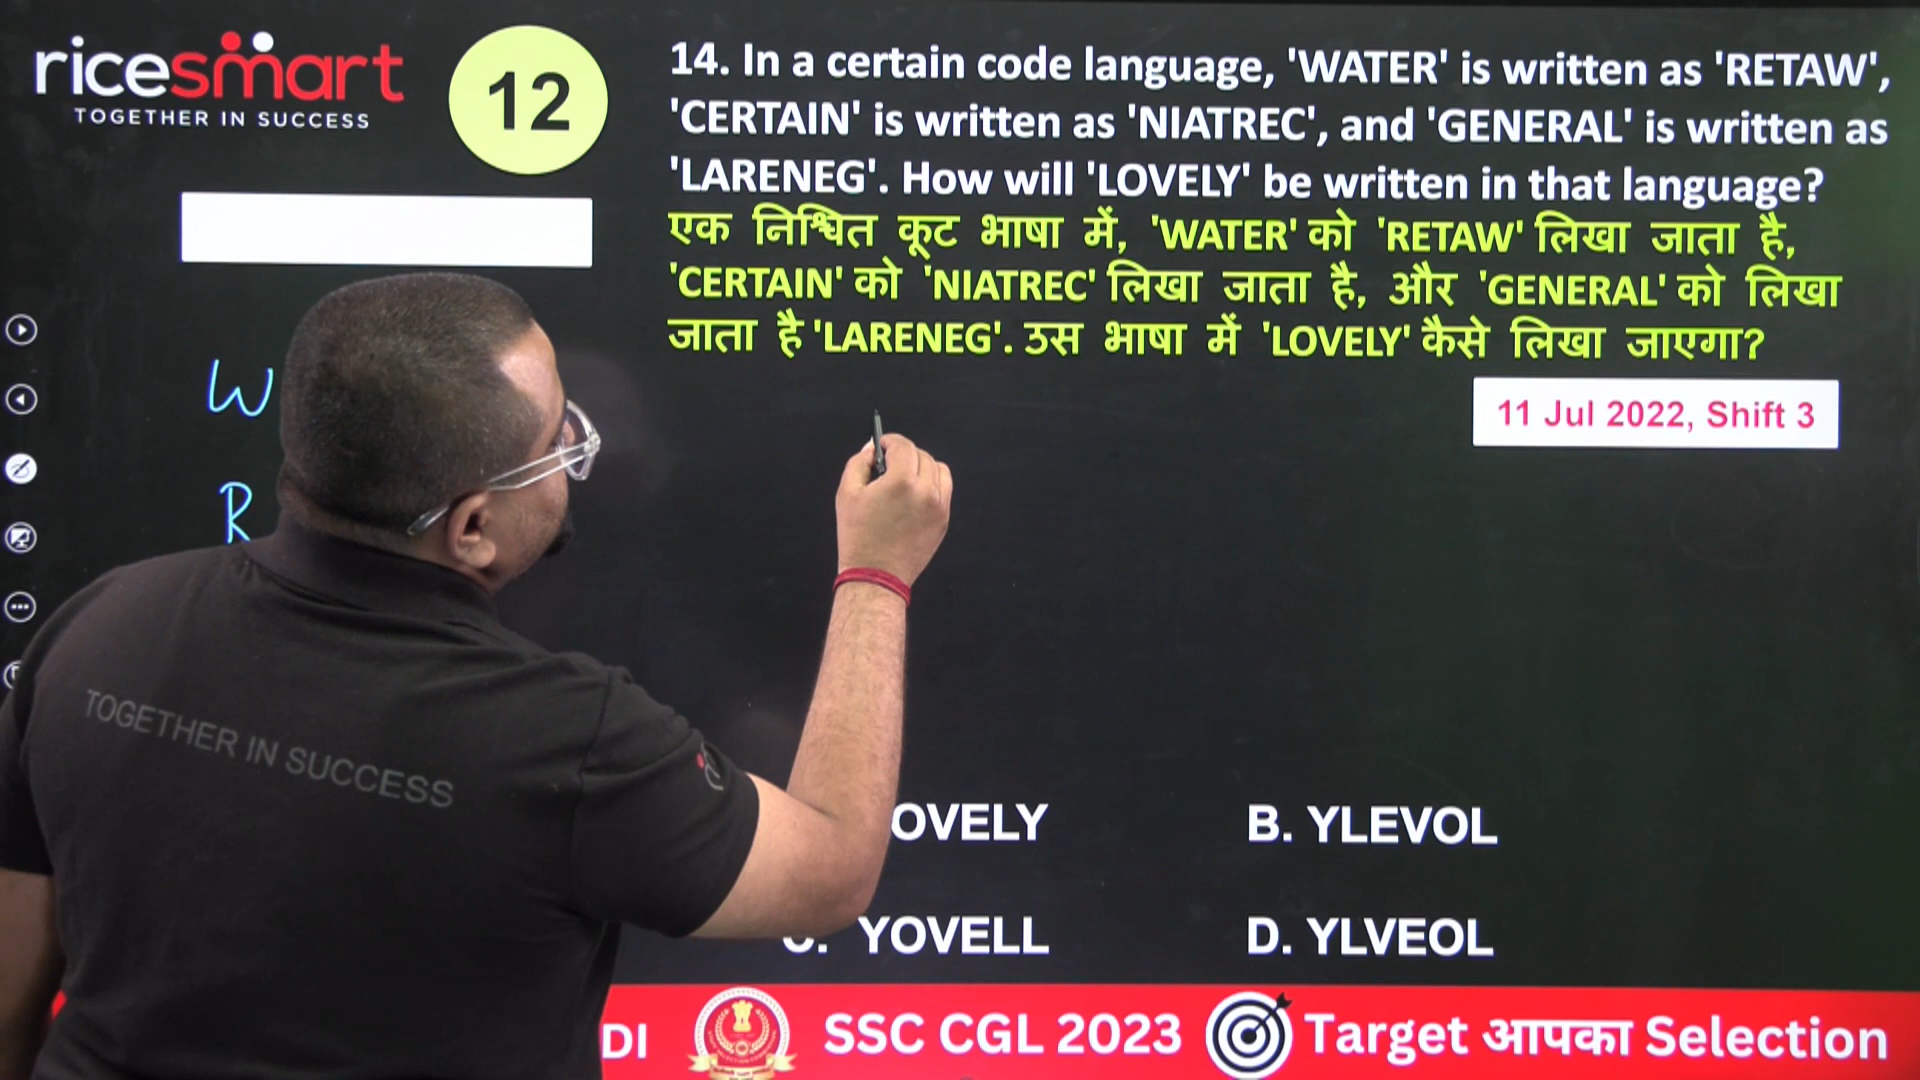 ricesmart
TOGETHER IN SUCCESS
12
14. In a certain code language, 'WATER' is written as 'RETAW',
'CERTAIN' is written as 'NIATREC', and 'GENERAL' is written as
'LARENEG'. How will 'LOVELY' be written in that language?
एक निश्चित कूट भाषा में, 'WATER' को 'RETAW' लिखा जाता है,
'CERTAIN' को 'NIATREC' लिखा जाता है, और 'GENERAL' को लिखा
जाता है 'LARENEG'. उस भाषा में 'LOVELY' कैसे लिखा जाएगा?
11 Jul 2022, Shift 3
W
R
TOGETHER IN SUCCESS
OVELY
B. YLEVOL
YOVELL
D. YLVEOL
DI
SSC CGL 2023
Target आपका Selection